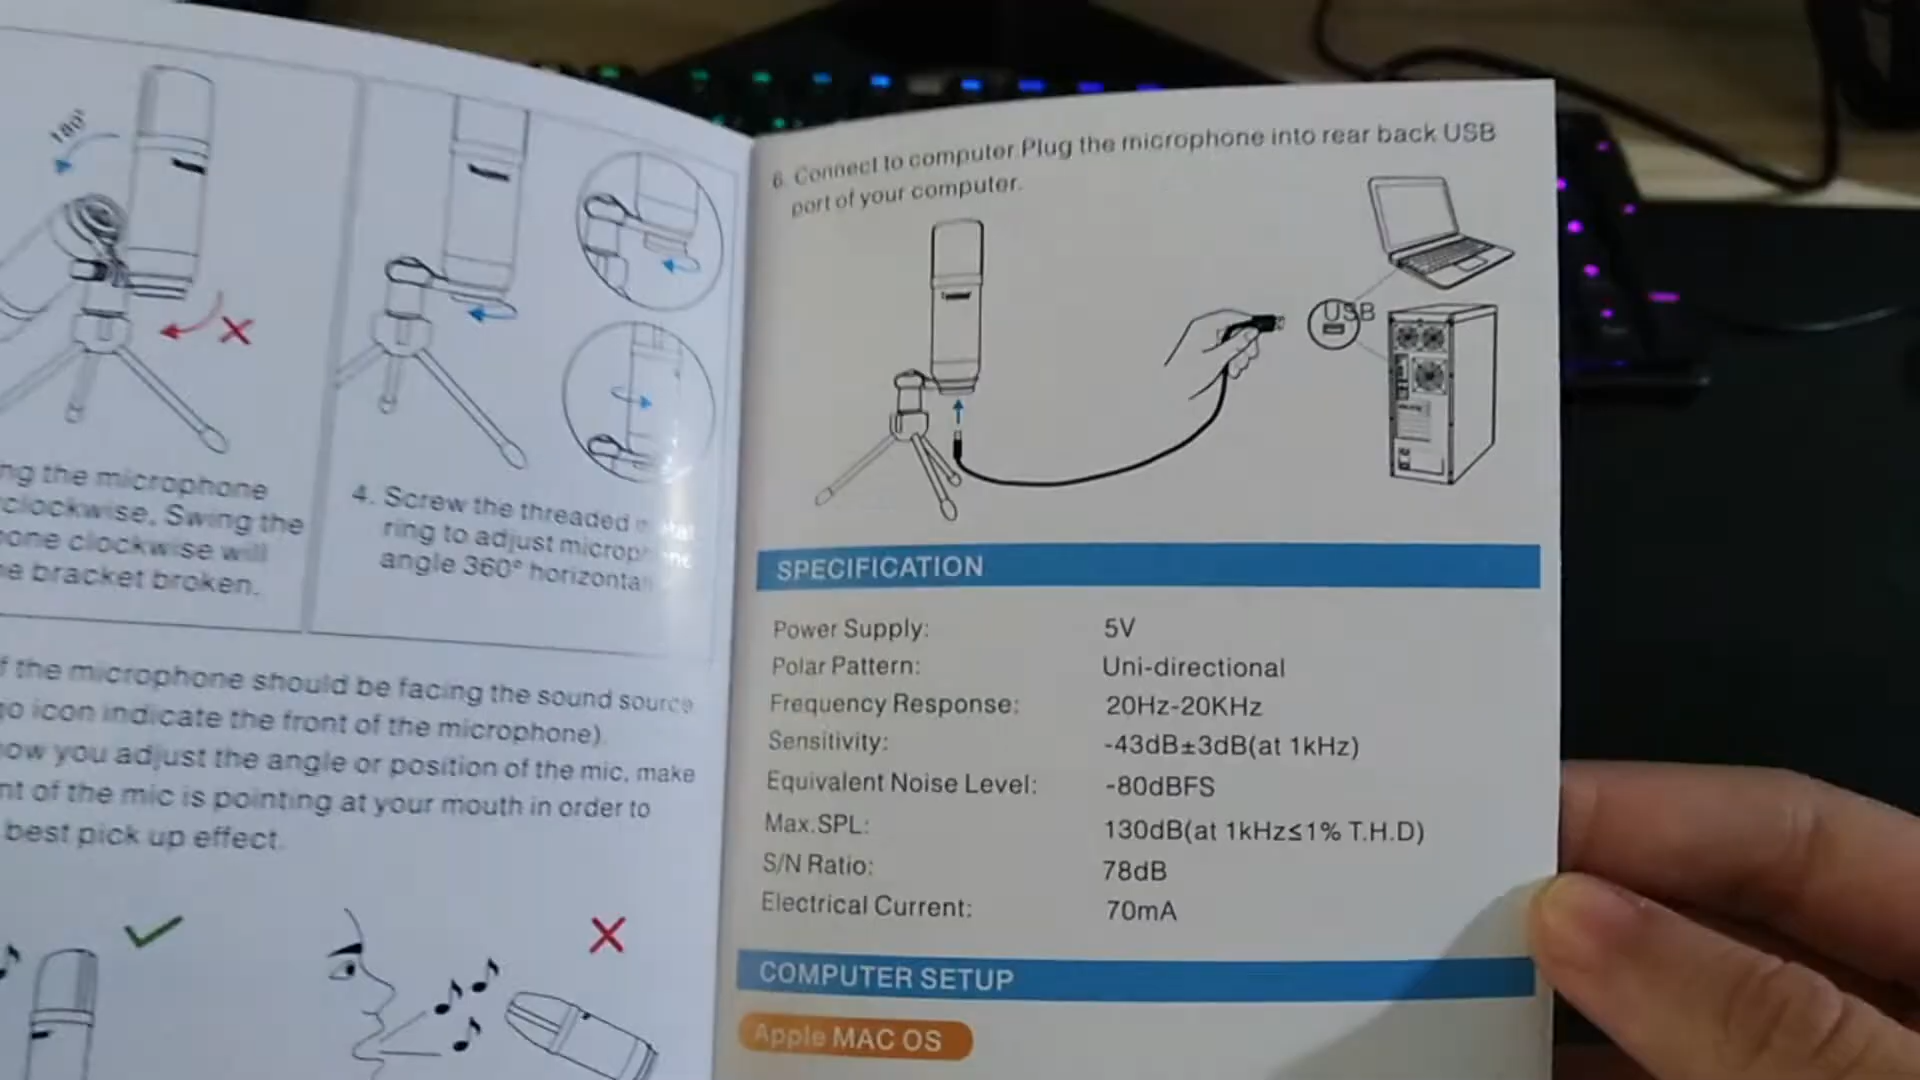 180°
ng the microphone
clockwise. Swing the
one clockwise will
e bracket broken.
4. Screw the threaded
ring to adjust
angle 360°
f the microphone should be facing the sound source
go icon indicate the front of the microphone).
ow you adjust the angle or position of the mic, make
nt of the mic is pointing at your mouth in order to
best pick up effect.
6. Connect to computer.Plug the microphone into rear back USB
port of your computer.
USB
SPECIFICATION
Power Supply: 5V
Polar Pattern: Uni-directional
Frequency Response: 20Hz-20KHz
Sensitivity: -43dB±3dB(at 1kHz)
Equivalent Noise Level: -80dBFS
Max.SPL: 130dB(at 1kHz≤1% T.H.D)
S/N Ratio: 78dB
Electrical Current: 70mA
COMPUTER SETUP
Apple MAC OS